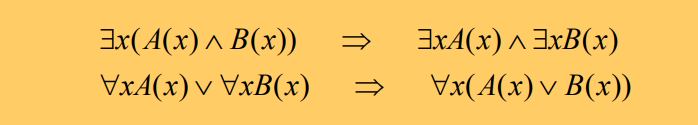 ∃x(A(x) ∧ B(x)) ⇒ ∃xA(x) ∧ ∃xB(x)
∀xA(x) ∨ ∀xB(x) ⇒ ∀x(A(x) ∨ B(x))